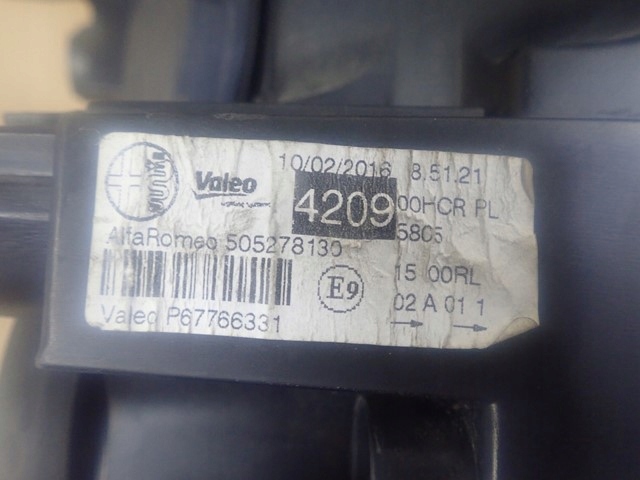 10/02/2016 8.51.21
Valeo
4209 00HCR PL
5805
AlfaRomeo 505278130
15 00RL
E9
02 A 01 1
Valeo P67766331